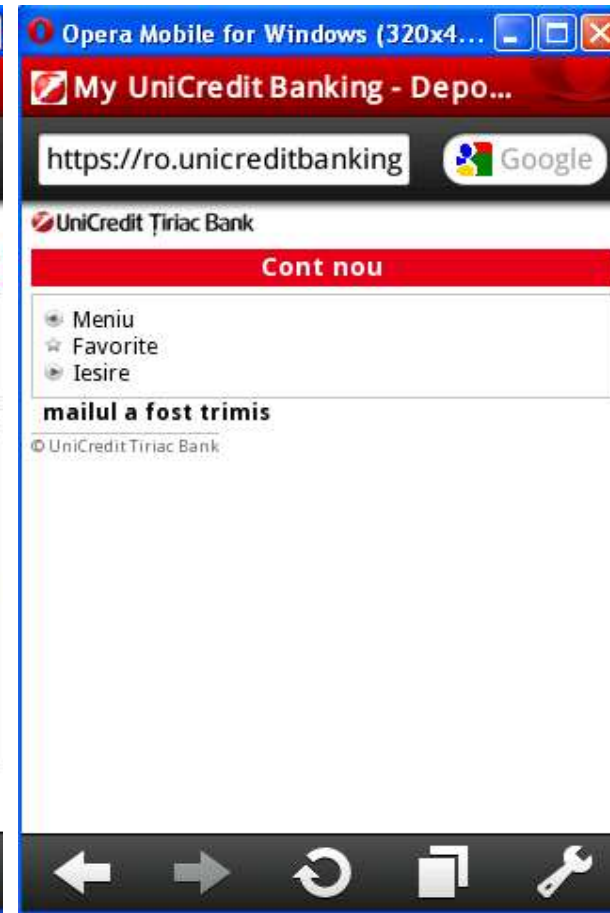 Opera Mobile for Windows (320x4...
My UniCredit Banking - Depo...
https://ro.unicreditbanking
Google
UniCredit Țiriac Bank
Cont nou
Meniu
Favorite
Iesire
mailul a fost trimis
© UniCredit Tiriac Bank